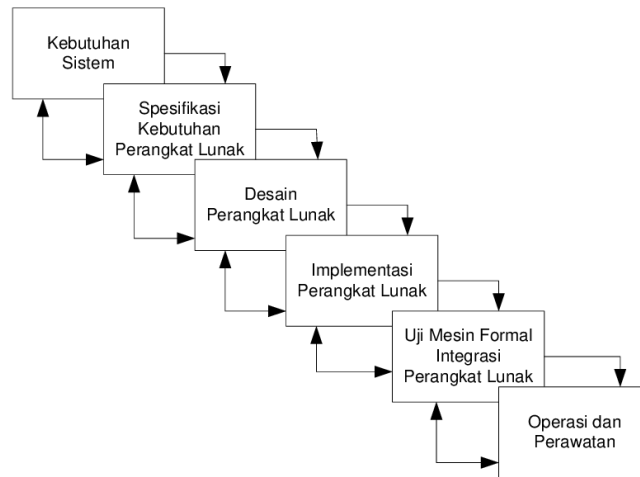 Kebutuhan
Sistem
Spesifikasi
Kebutuhan
Perangkat Lunak
Desain
Perangkat Lunak
Implementasi
Perangkat Lunak
Uji Mesin Formal
Integrasi
Perangkat Lunak
Operasi dan
Perawatan